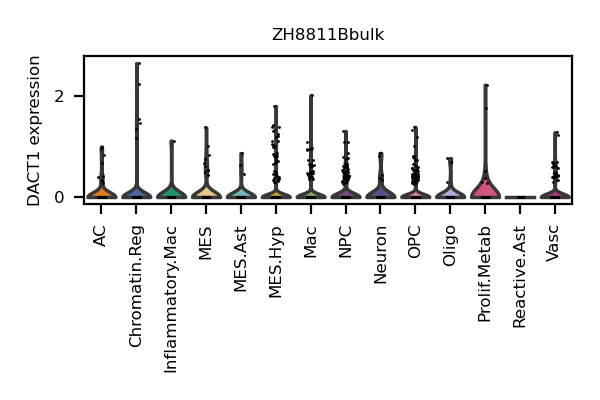 ZH8811Bbulk
DACT1 expression
2
0
AC
Chromatin.Reg
Inflammatory.Mac
MES
MES.Ast
MES.Hyp
Mac
NPC
Neuron
OPC
Oligo
Prolif.Metab
Reactive.Ast
Vasc